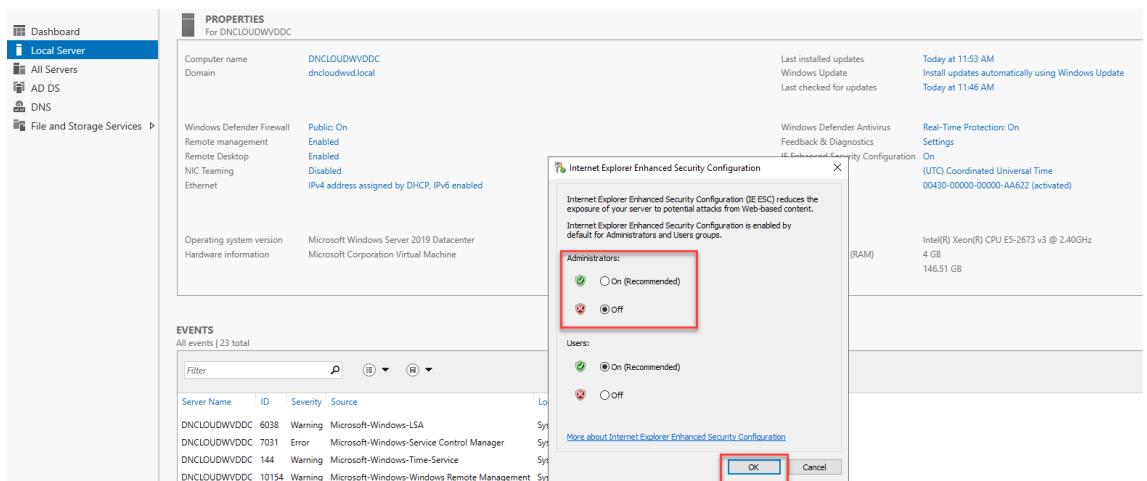 PROPERTIES
For DNCLOUDWVDDC
Dashboard
Local Server
All Servers
AD DS
DNS
File and Storage Services
Computer name DNCLOUDWVDDC
Domain dncloudwvd.local
Last installed updates Today at 11:53 AM
Windows Update Install updates automatically using Windows Update
Last checked for updates Today at 11:46 AM
Windows Defender Firewall Public: On
Remote management Enabled
Remote Desktop Enabled
NIC Teaming Disabled
Ethernet IPv4 address assigned by DHCP, IPv6 enabled
Windows Defender Antivirus Real-Time Protection: On
Feedback & Diagnostics Settings
IE Enhanced Security Configuration On
(UTC) Coordinated Universal Time
00430-00000-00000-AA622 (activated)
Operating system version Microsoft Windows Server 2019 Datacenter
Hardware information Microsoft Corporation Virtual Machine
Intel(R) Xeon(R) CPU E5-2673 v3 @ 2.40GHz
(RAM) 4 GB
146.51 GB
Internet Explorer Enhanced Security Configuration
Internet Explorer Enhanced Security Configuration (IE ESC) reduces the
exposure of your server to potential attacks from Web-based content.
Internet Explorer Enhanced Security Configuration is enabled by
default for Administrators and Users groups.
Administrators:
On (Recommended)
Off
Users:
On (Recommended)
Off
More about Internet Explorer Enhanced Security Configuration
OK Cancel
EVENTS
All events | 23 total
Filter
Server Name ID Severity Source Lo
DNCLOUDWVDDC 6038 Warning Microsoft-Windows-LSA Sys
DNCLOUDWVDDC 7031 Error Microsoft-Windows-Service Control Manager Sys
DNCLOUDWVDDC 144 Warning Microsoft-Windows-Time-Service Sys
DNCLOUDWVDDC 10154 Warning Microsoft-Windows-Windows Remote Management Sys